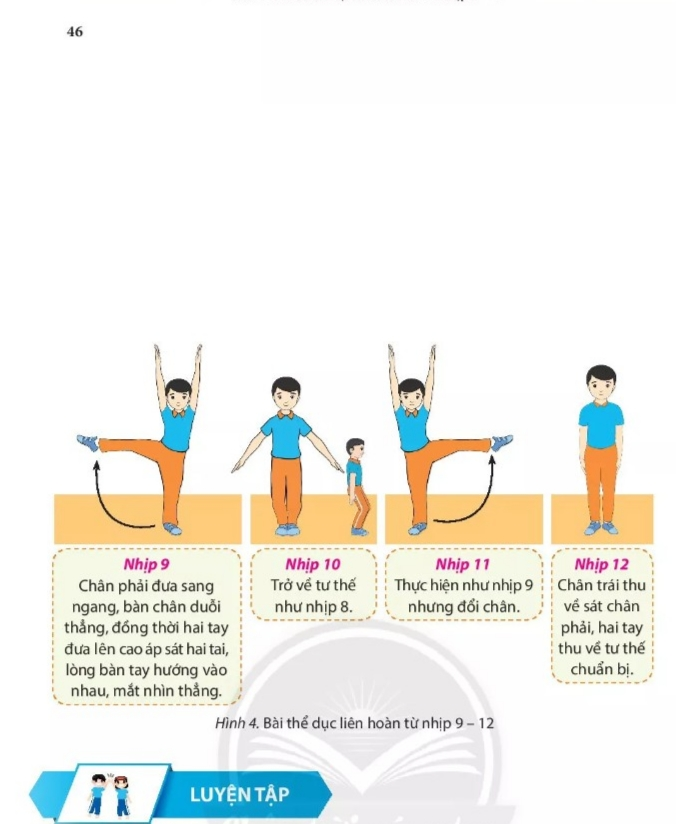 46
Nhịp 9
Chân phải đưa sang
ngang, bàn chân duỗi
thẳng, đồng thời hai tay
đưa lên cao áp sát hai tai,
lòng bàn tay hướng vào
nhau, mắt nhìn thẳng.
Nhịp 10
Trở về tư thế
như nhịp 8.
Nhịp 11
Thực hiện như nhịp 9
nhưng đổi chân.
Nhịp 12
Chân trái thu
về sát chân
phải, hai tay
thu về tư thế
chuẩn bị.
Hình 4. Bài thể dục liên hoàn từ nhịp 9 – 12
LUYỆN TẬP